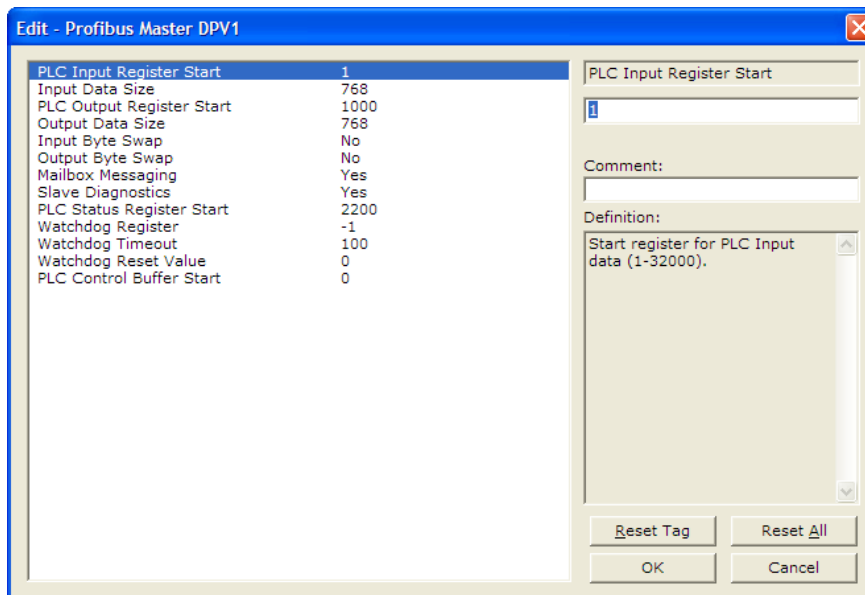 Edit - Profibus Master DPV1
PLC Input Register Start 1
Input Data Size 768
PLC Output Register Start 1000
Output Data Size 768
Input Byte Swap No
Output Byte Swap No
Mailbox Messaging Yes
Slave Diagnostics Yes
PLC Status Register Start 2200
Watchdog Register -1
Watchdog Timeout 100
Watchdog Reset Value 0
PLC Control Buffer Start 0
PLC Input Register Start
1
Comment:
Definition:
Start register for PLC Input
data (1-32000).
Reset Tag Reset All
OK Cancel